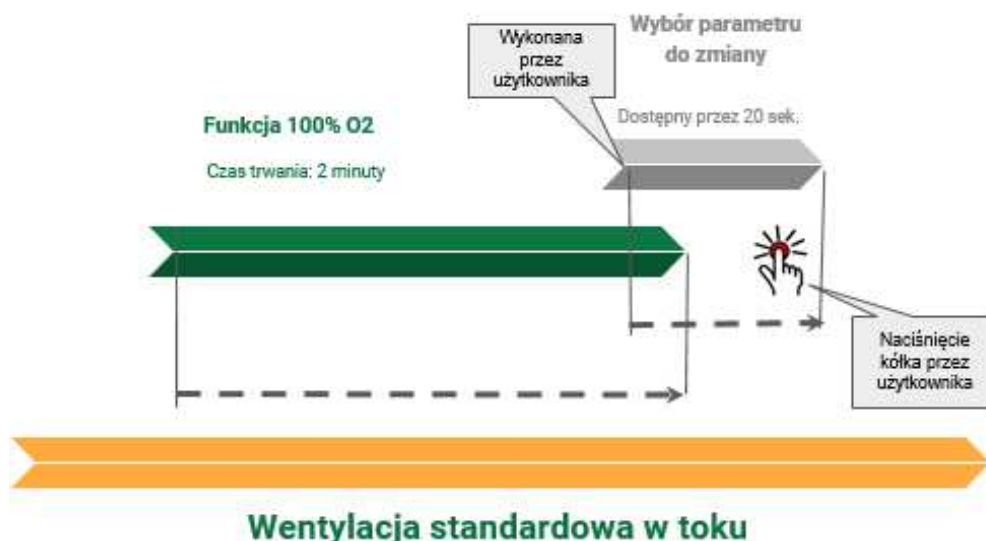 Wybór parametru
do zmiany
Wykonana
przez
użytkownika
Dostępny przez 20 sek.
Funkcja 100% O2
Czas trwania: 2 minuty
Naciśnięcie
kółka przez
użytkownika
Wentylacja standardowa w toku